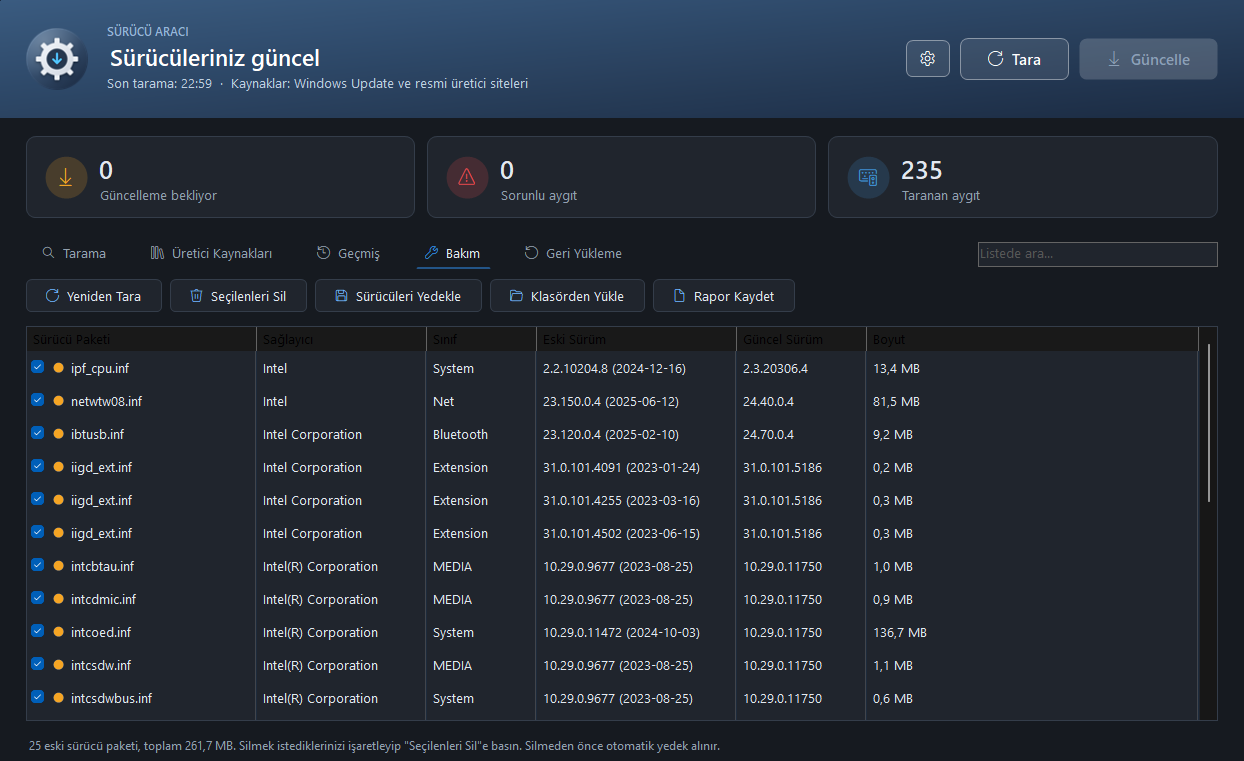 SÜRÜCÜ ARACI
Sürücüleriniz güncel
Son tarama: 22:59 · Kaynaklar: Windows Update ve resmi üretici siteleri
Tara
Güncelle
0
Güncelleme bekliyor
0
Sorunlu aygıt
235
Taranan aygıt
Tarama Üretici Kaynakları Geçmiş Bakım Geri Yükleme Listede ara...
Yeniden Tara Seçilenleri Sil Sürücüleri Yedekle Klasörden Yükle Rapor Kaydet
Sürücü Paketi Sağlayıcı Sınıf Eski Sürüm Güncel Sürüm Boyut
ipf_cpu.inf Intel System 2.2.10204.8 (2024-12-16) 2.3.20306.4 13,4 MB
netwtw08.inf Intel Net 23.150.0.4 (2025-06-12) 24.40.0.4 81,5 MB
ibtusb.inf Intel Corporation Bluetooth 23.120.0.4 (2025-02-10) 24.70.0.4 9,2 MB
iigd_ext.inf Intel Corporation Extension 31.0.101.4091 (2023-01-24) 31.0.101.5186 0,2 MB
iigd_ext.inf Intel Corporation Extension 31.0.101.4255 (2023-03-16) 31.0.101.5186 0,3 MB
iigd_ext.inf Intel Corporation Extension 31.0.101.4502 (2023-06-15) 31.0.101.5186 0,3 MB
intcbtau.inf Intel(R) Corporation MEDIA 10.29.0.9677 (2023-08-25) 10.29.0.11750 1,0 MB
intcdmic.inf Intel(R) Corporation MEDIA 10.29.0.9677 (2023-08-25) 10.29.0.11750 0,9 MB
intcoed.inf Intel(R) Corporation System 10.29.0.11472 (2024-10-03) 10.29.0.11750 136,7 MB
intcsdw.inf Intel(R) Corporation MEDIA 10.29.0.9677 (2023-08-25) 10.29.0.11750 1,1 MB
intcsdwbus.inf Intel(R) Corporation System 10.29.0.9677 (2023-08-25) 10.29.0.11750 0,6 MB
25 eski sürücü paketi, toplam 261,7 MB. Silmek istediklerinizi işaretleyip "Seçilenleri Sil"e basın. Silmeden önce otomatik yedek alınır.